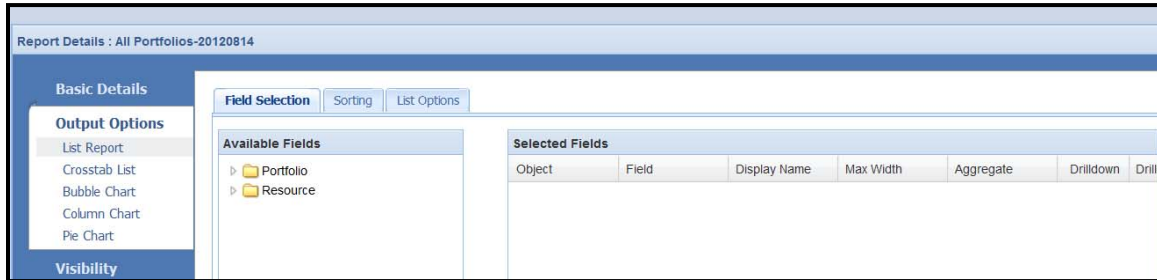 Report Details : All Portfolios-20120814
Basic Details
Output Options
List Report
Crosstab List
Bubble Chart
Column Chart
Pie Chart
Visibility
Field Selection Sorting List Options
Available Fields
Portfolio
Resource
Selected Fields
Object Field Display Name Max Width Aggregate Drilldown Drill